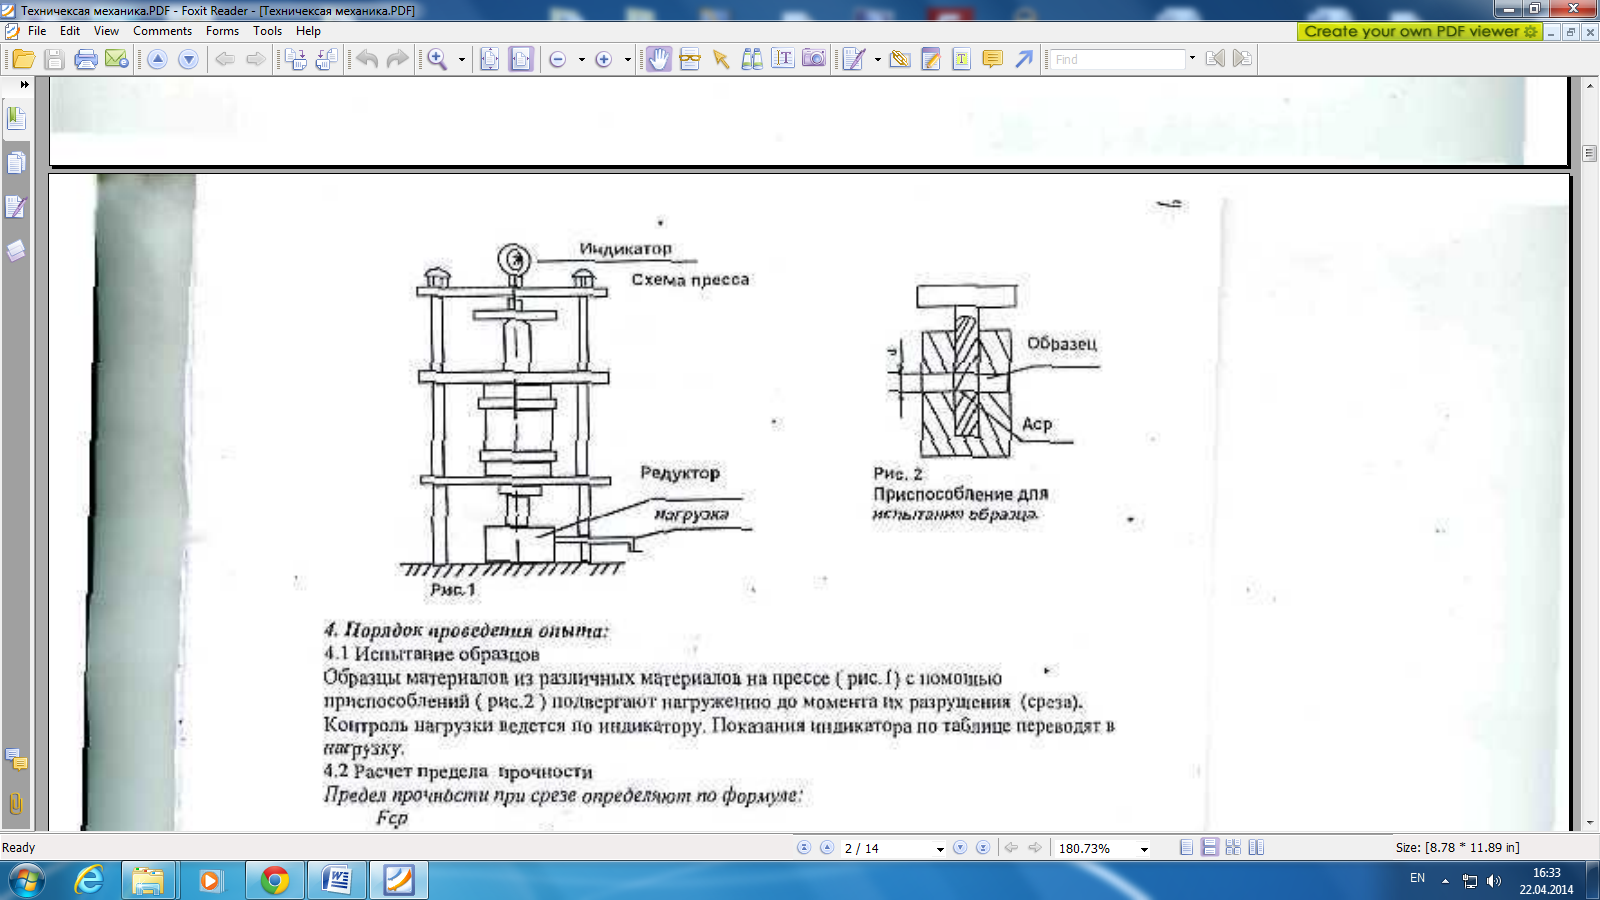 Техничексая механика.PDF - Foxit Reader - [Техничексая механика.PDF]
File Edit View Comments Forms Tools Help
Create your own PDF viewer
Find
Индикатор
Схема пресса
Образец
Аср
Редуктор
нагрузка
Рис. 2
Приспособление для
испытания образца.
Рис.1
4. Порядок проведения опыта:
4.1 Испытание образцов
Образцы материалов из различных материалов на прессе ( рис.1) с помощью
приспособлений ( рис.2 ) подвергают нагружению до момента их разрушения (среза).
Контроль нагрузки ведется по индикатору. Показания индикатора по таблице переводят в
нагрузку.
4.2 Расчет предела прочности
Предел прочности при срезе определяют по формуле:
Fср
Ready
2 / 14
180.73%
Size: [8.78 * 11.89 in]
EN
16:33
22.04.2014